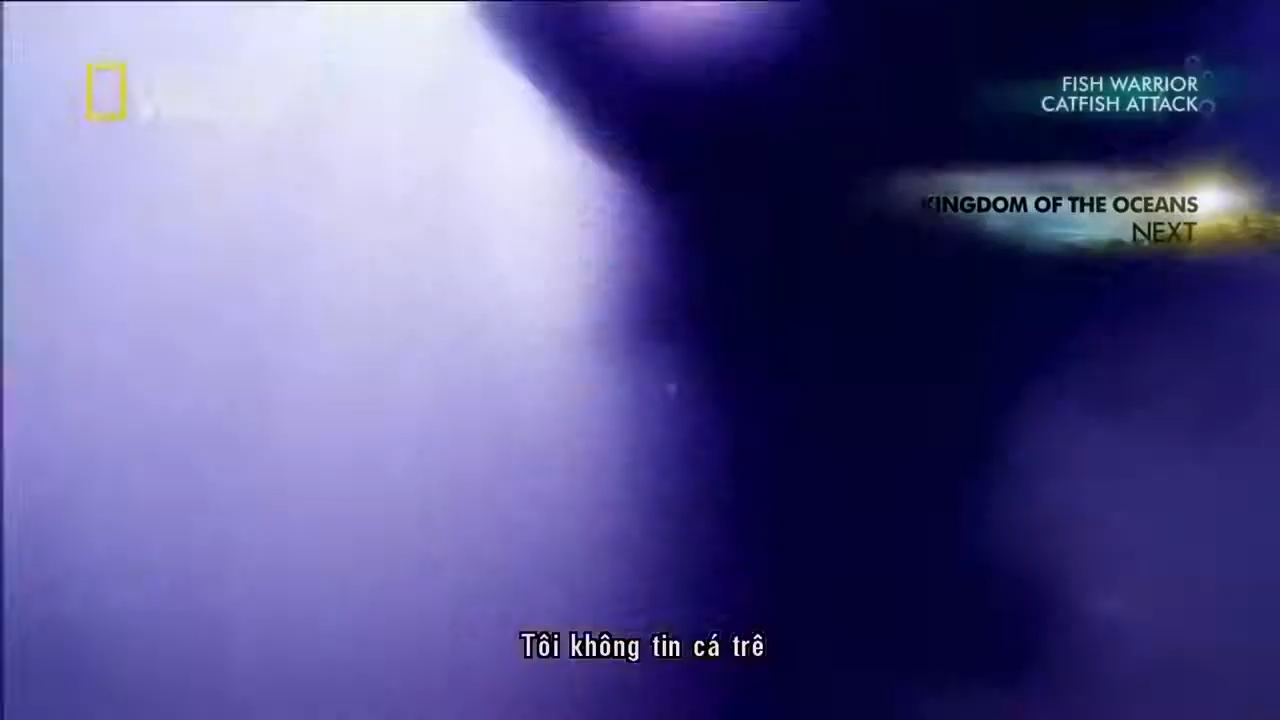 FISH WARRIOR
CATFISH ATTACK
KINGDOM OF THE OCEANS
NEXT
Tôi không tin cá trê